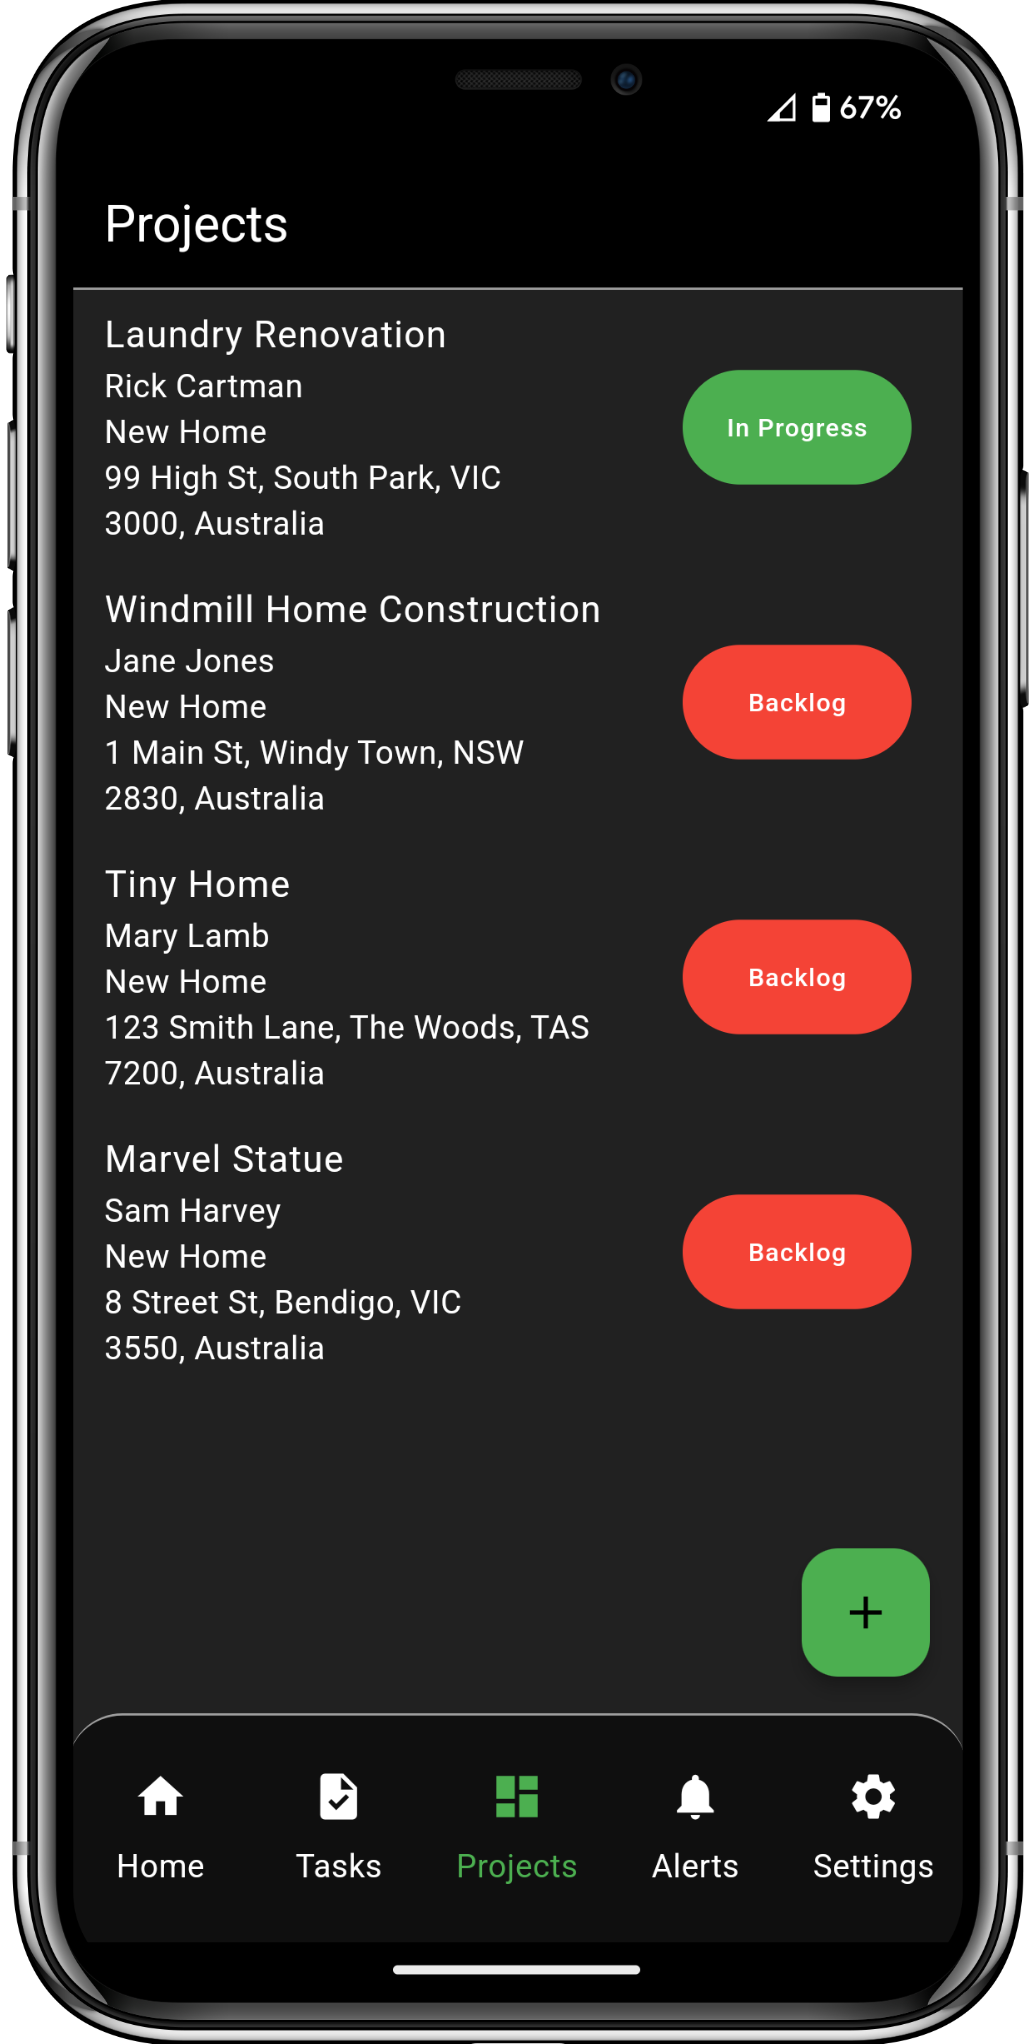 67%
Projects
Laundry Renovation
Rick Cartman
New Home
99 High St, South Park, VIC
3000, Australia
In Progress
Windmill Home Construction
Jane Jones
New Home
1 Main St, Windy Town, NSW
2830, Australia
Backlog
Tiny Home
Mary Lamb
New Home
123 Smith Lane, The Woods, TAS
7200, Australia
Backlog
Marvel Statue
Sam Harvey
New Home
8 Street St, Bendigo, VIC
3550, Australia
Backlog
+
Home
Tasks
Projects
Alerts
Settings